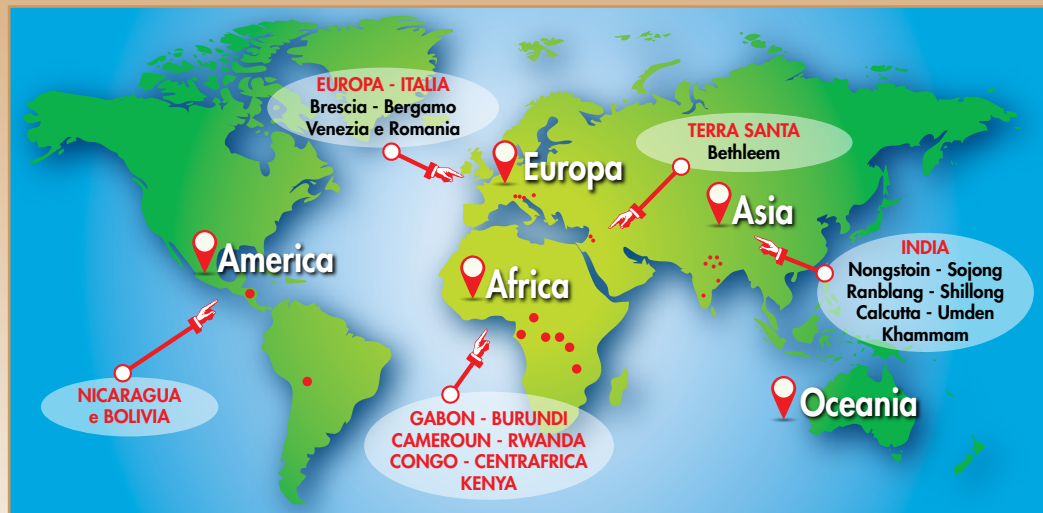 EUROPA - ITALIA
Brescia - Bergamo
Venezia e Romania
TERRA SANTA
Bethleem
Europa
Asia
America
Africa
INDIA
Nongstoin - Sojong
Ranblang - Shillong
Calcutta - Umden
Khammam
NICARAGUA
e BOLIVIA
GABON - BURUNDI
CAMEROUN - RWANDA
CONGO - CENTRAFRICA
KENYA
Oceania